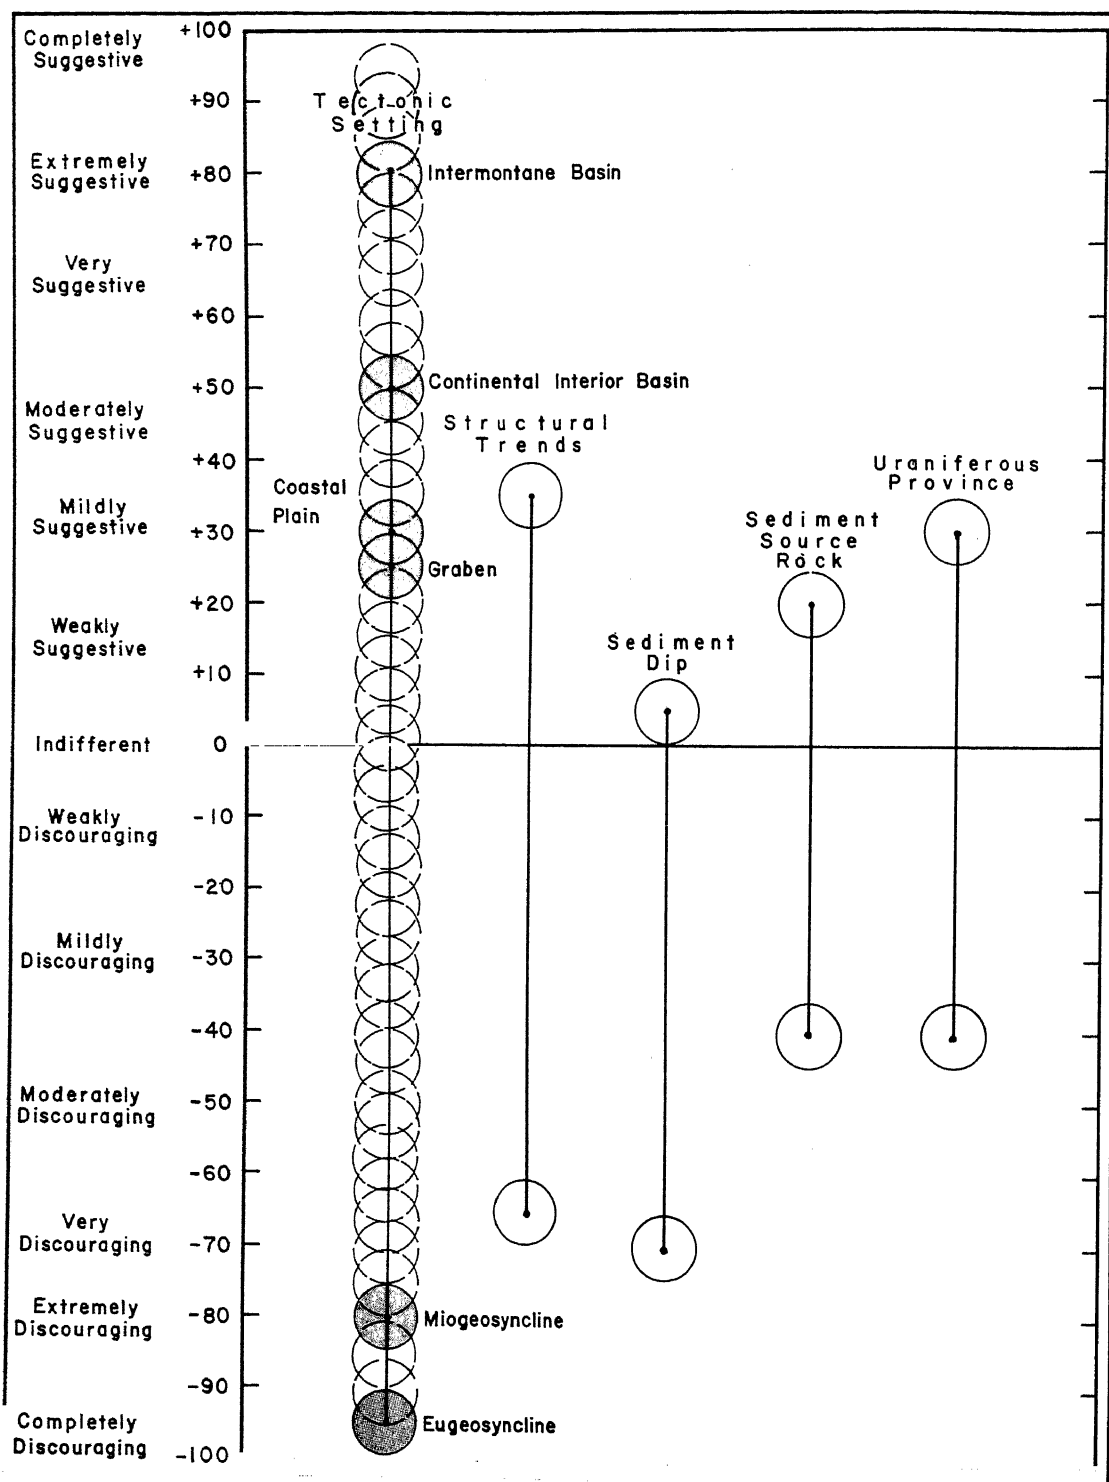 Completely
Suggestive
+100
+90
Tectonic
Setting
Extremely
Suggestive
+80
Intermontane Basin
+70
Very
Suggestive
+60
+50
Continental Interior Basin
Moderately
Suggestive
Structural
Trends
+40
Uraniferous
Province
Coastal
Plain
Mildly
Suggestive
+30
Sediment
Source
Rock
Graben
+20
Weakly
Suggestive
Sediment
Dip
+10
Indifferent
0
-10
Weakly
Discouraging
-20
Mildly
Discouraging
-30
-40
Moderately
Discouraging
-50
-60
Very
Discouraging
-70
Extremely
Discouraging
-80
Miogeosyncline
-90
Completely
Discouraging
Eugeosyncline
-100